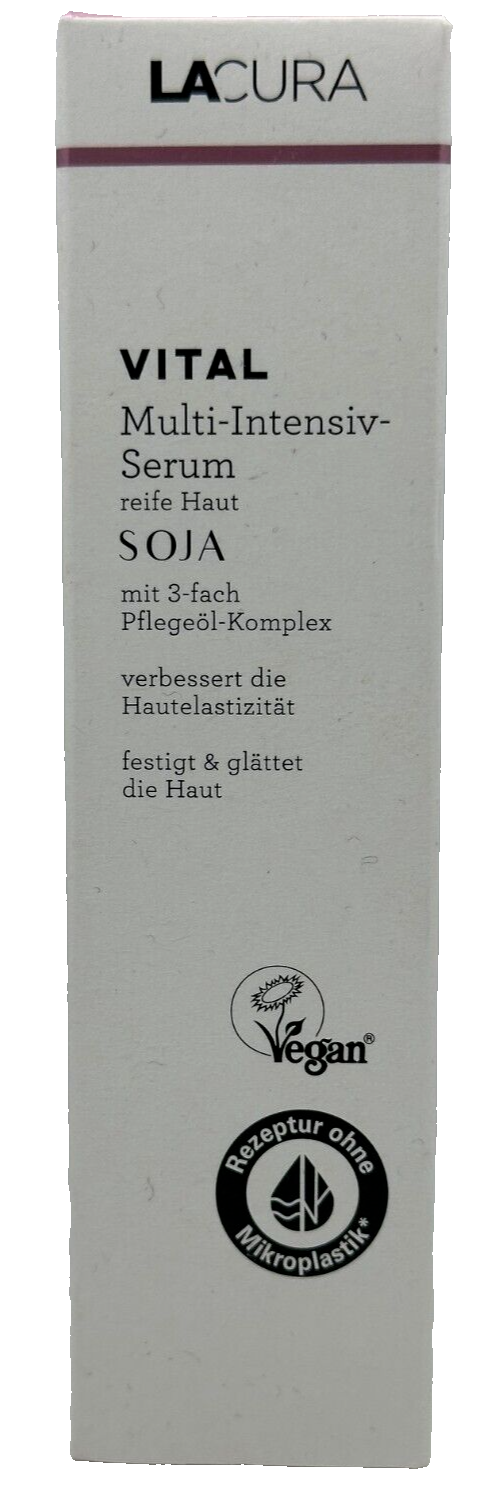 LACURA
VITAL
Multi-Intensiv-
Serum
reife Haut
SOJA
mit 3-fach
Pflegeöl-Komplex
verbessert die
Hautelastizität
festigt & glättet
die Haut
Vegan®
Rezeptur ohne
Mikroplastik*